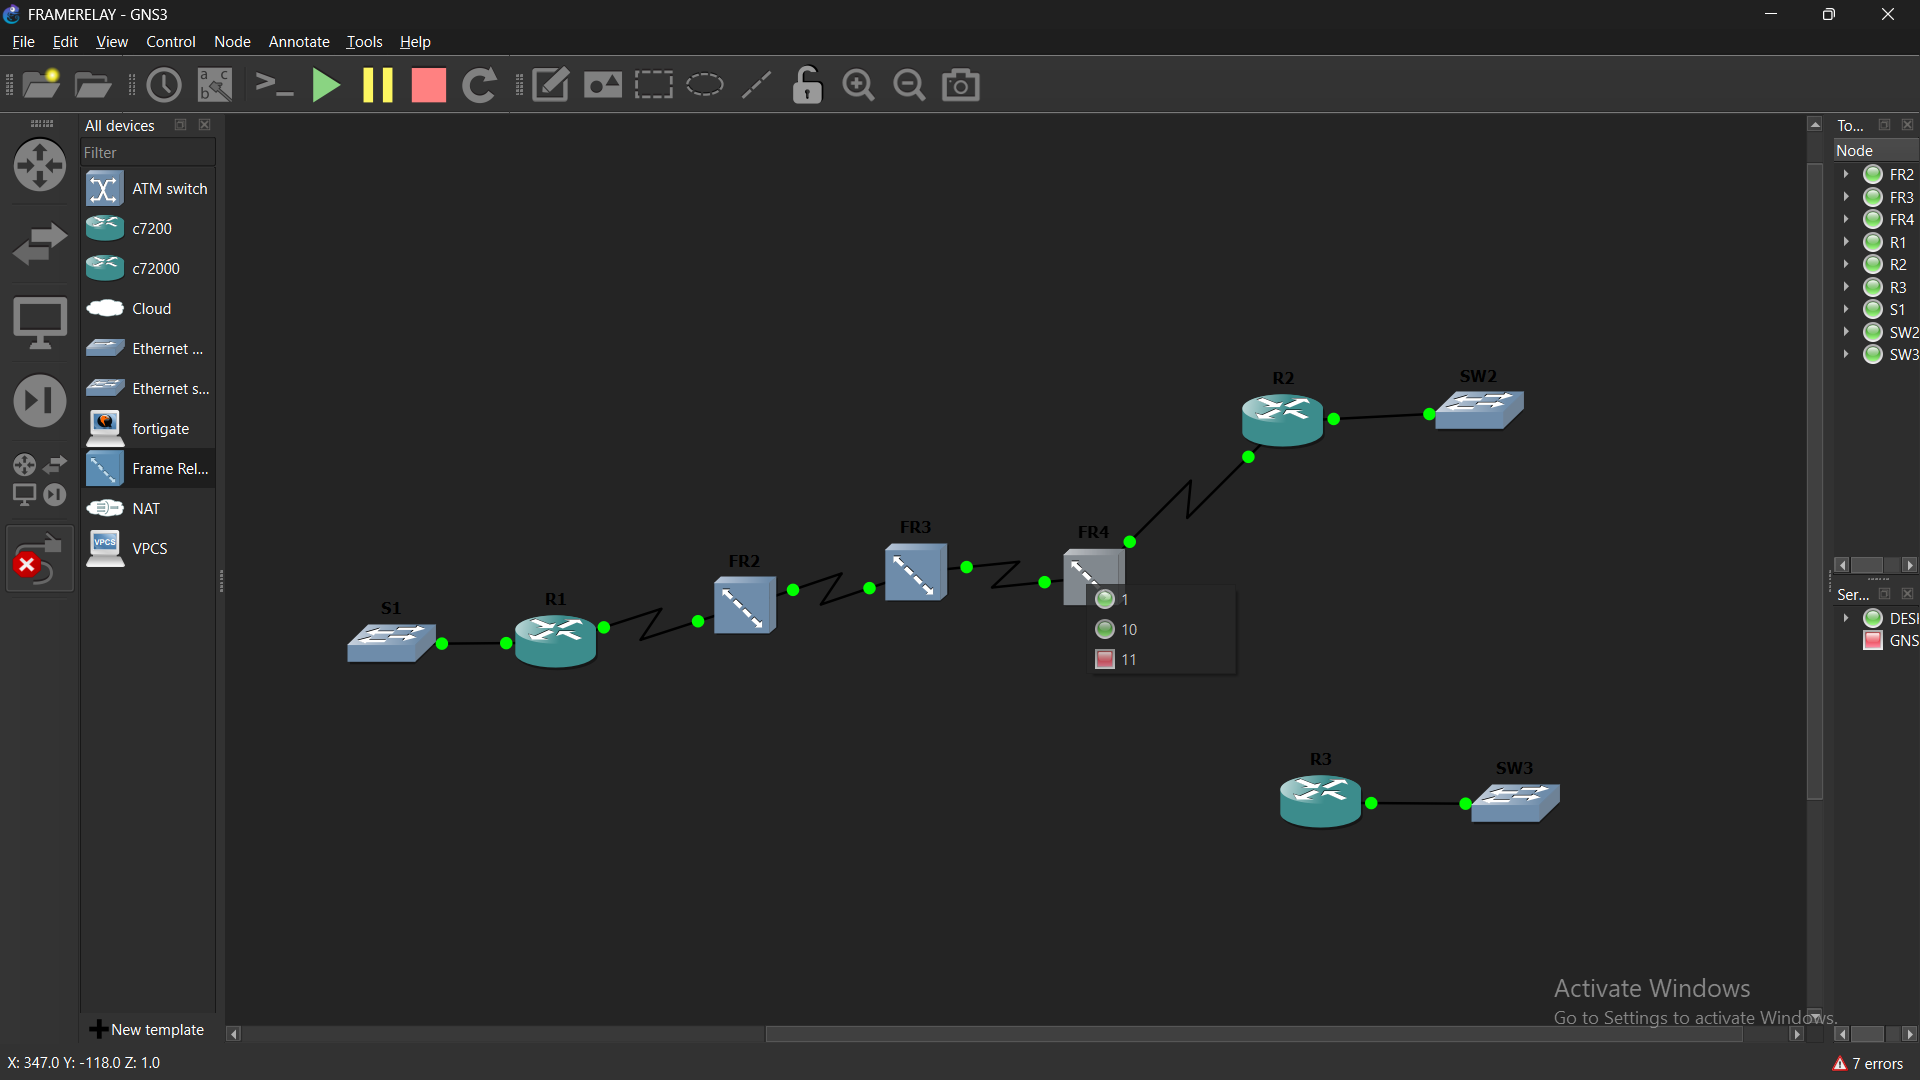 FRAMERELAY - GNS3
File Edit View Control Node Annotate Tools Help
All devices
Filter
ATM switch
c7200
c72000
Cloud
Ethernet ...
Ethernet s...
fortigate
Frame Rel...
NAT
VPCS
VPCS
New template
S1
R1
FR2
FR3
FR4
R2
SW2
1
10
11
R3
SW3
To...
Node
FR2
FR3
FR4
R1
R2
R3
S1
SW2
SW3
Ser...
DESI
GNS
Activate Windows
Go to Settings to activate Windows.
X: 347.0 Y: -118.0 Z: 1.0
7 errors